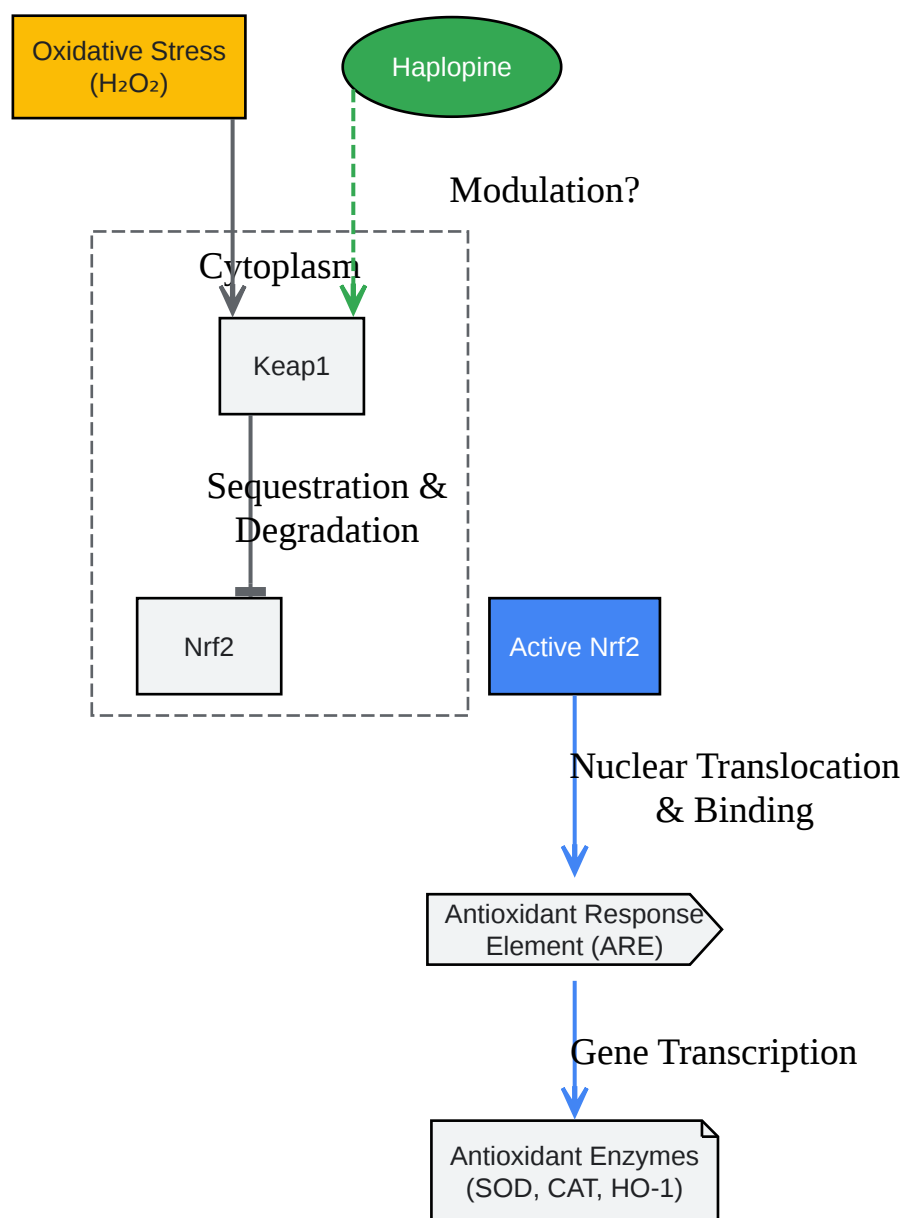 Oxidative Stress
(H₂O₂)
Haplopine
Modulation?
Cytoplasm
Keap1
Sequestration &
Degradation
Nrf2
Active Nrf2
Nuclear Translocation
& Binding
Antioxidant Response
Element (ARE)
Gene Transcription
Antioxidant Enzymes
(SOD, CAT, HO-1)